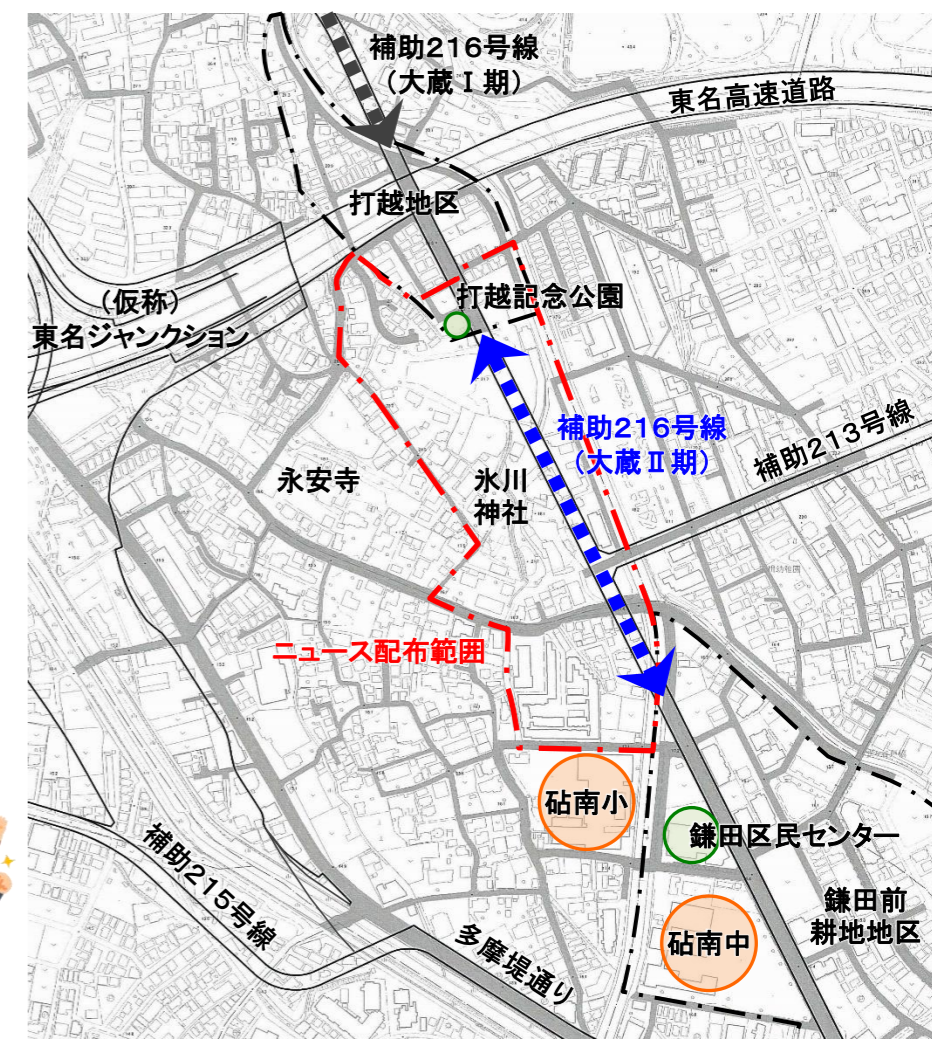 補助216号線
(大蔵Ⅰ期)
東名高速道路
打越地区
(仮称)
東名ジャンクション
打越記念公園
補助216号線
(大蔵Ⅱ期)
補助213号線
永安寺
氷川
神社
ニュース配布範囲
砧南小
鎌田区民センター
補助215号線
多摩堤通り
砧南中
鎌田前
耕地地区